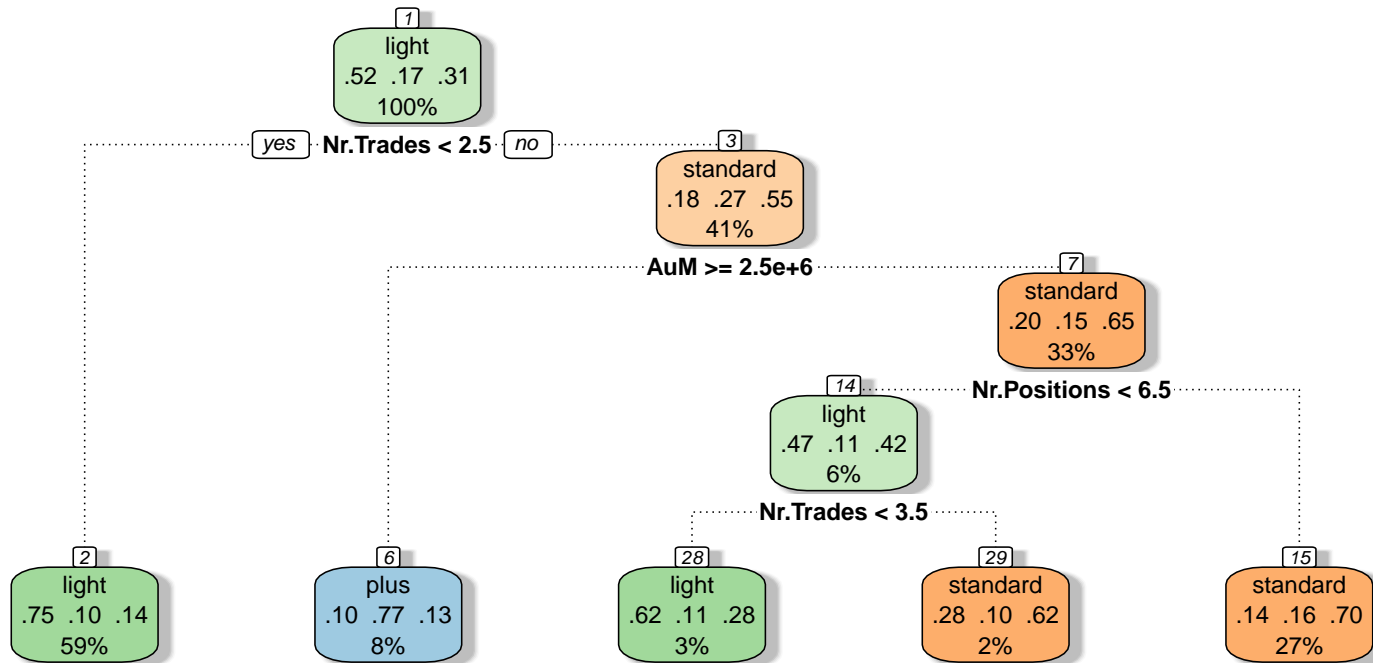 1
light
.52 .17 .31
100%
yes Nr.Trades < 2.5 no
3
standard
.18 .27 .55
41%
AuM >= 2.5e+6
7
standard
.20 .15 .65
33%
Nr.Positions < 6.5
14
light
.47 .11 .42
6%
Nr.Trades < 3.5
2
light
.75 .10 .14
59%
6
plus
.10 .77 .13
8%
28
light
.62 .11 .28
3%
29
standard
.28 .10 .62
2%
15
standard
.14 .16 .70
27%